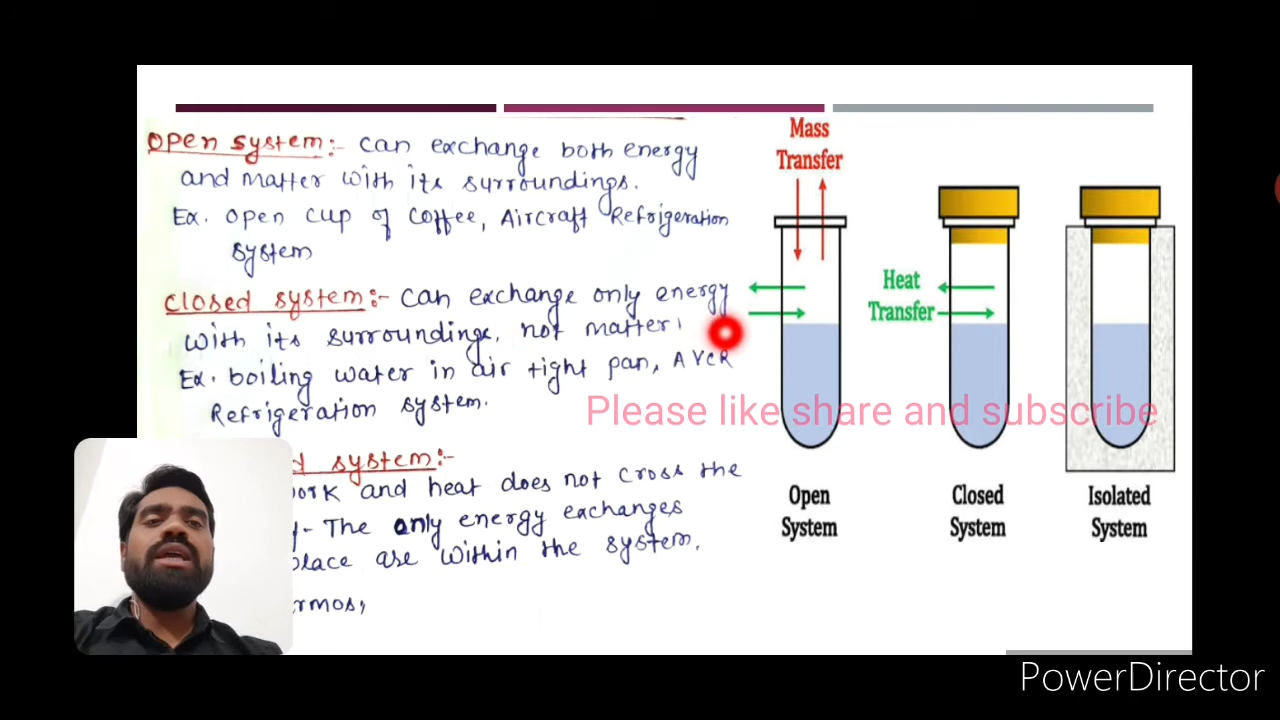 Open system:- can exchange both energy
and matter with its surroundings.
Ex. open cup of coffee, Aircraft Refrigeration
system
closed system:- can exchange only energy
with its surroundings, not matter.
Ex. boiling water in air tight pan, AVCR
Refrigeration system.
system:-
and heat does not cross the
The only energy exchanges
place are within the system.
Mass
Transfer
Heat
Transfer
Open
System
Closed
System
Isolated
System
Please like share and subscribe
PowerDirector